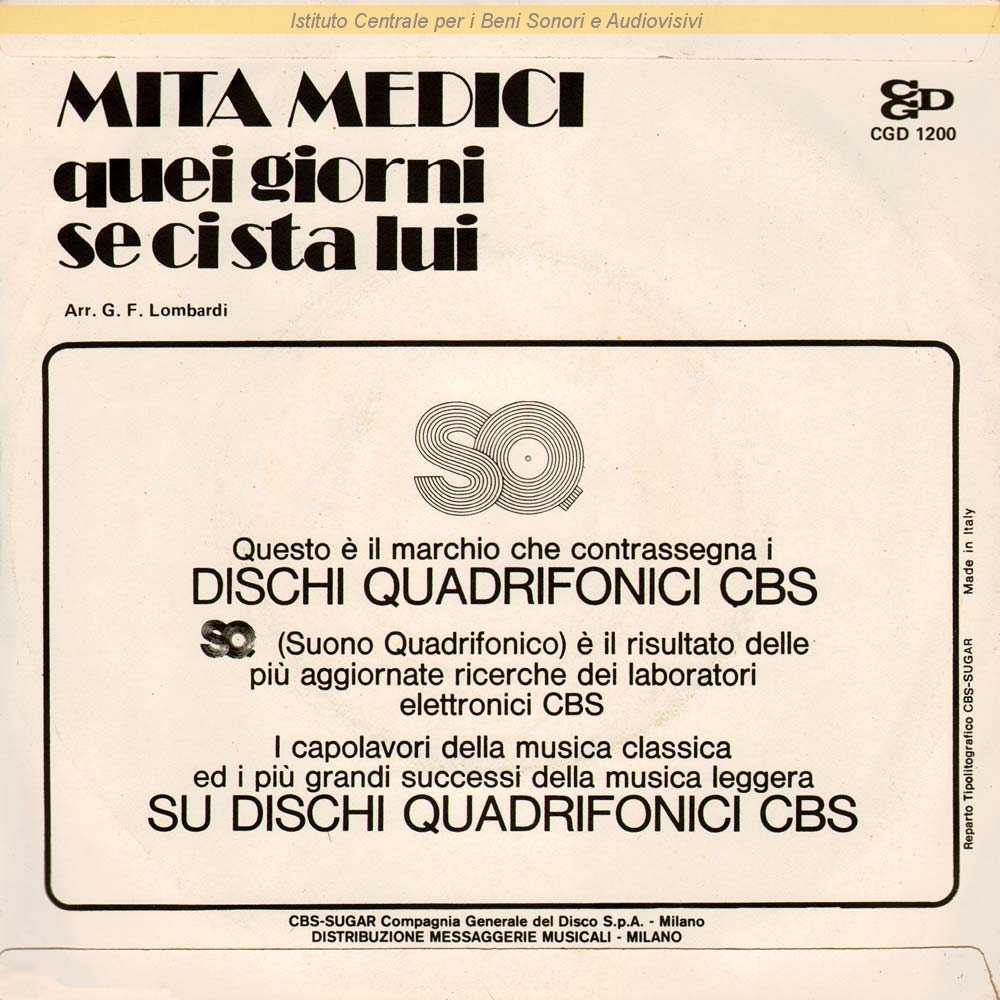 Istituto Centrale per i Beni Sonori e Audiovisivi
MITA MEDICI
quei giorni
se ci sta lui
Arr. G. F. Lombardi
CGD
CGD 1200
SQ
Questo è il marchio che contrassegna i
DISCHI QUADRIFONICI CBS
SQ (Suono Quadrifonico) è il risultato delle
più aggiornate ricerche dei laboratori
elettronici CBS
I capolavori della musica classica
ed i più grandi successi della musica leggera
SU DISCHI QUADRIFONICI CBS
Reparto Tipolitografico CBS-SUGAR Made in Italy
CBS-SUGAR Compagnia Generale del Disco S.p.A. - Milano
DISTRIBUZIONE MESSAGGERIE MUSICALI - MILANO